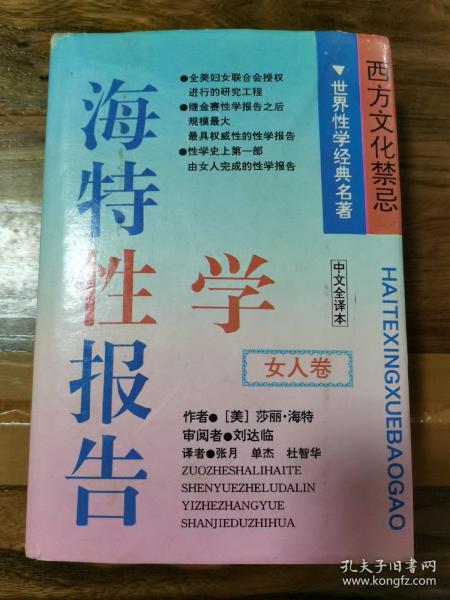 西方文化禁忌
▼世界性学经典名著
●全美妇女联合会授权
进行的研究工程
●继金赛性学报告之后
规模最大
最具权威性的性学报告
●性学史上第一部
由女人完成的性学报告
海特性学报告
中文全译本
女人卷
HAITEXINGXUEBAOGAO
作者●［美］莎丽·海特
审阅者●刘达临
译者●张月 单杰 杜智华
ZUOZHESHALIHAITE
SHENYUEZHELUDALIN
YIZHEZHANGYUE
SHANJIEDUZHIHUA
孔夫子旧书网
www.kongfz.com